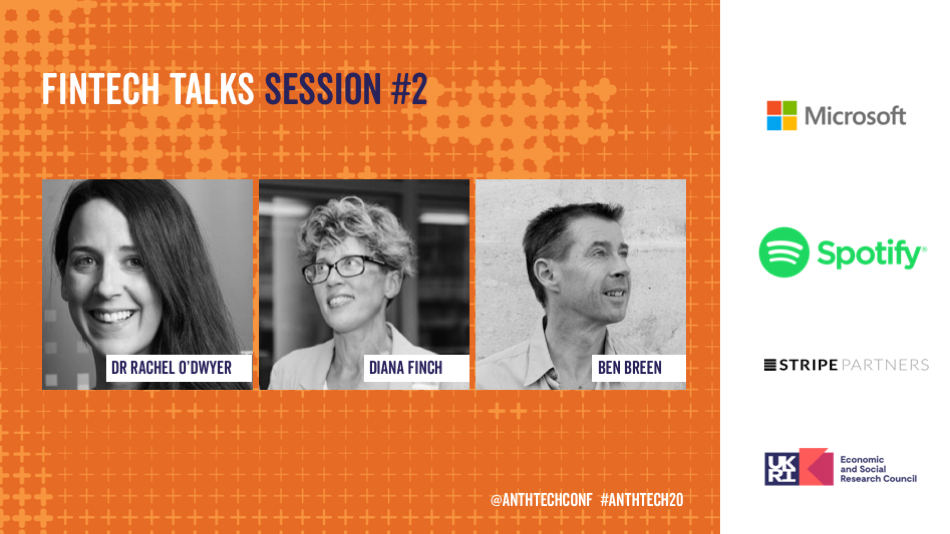 FINTECH TALKS SESSION #2
DR RACHEL O'DWYER
DIANA FINCH
BEN BREEN
@ANTHTECHCONF #ANTHTECH20
Microsoft
Spotify®
STRIPE PARTNERS
UKRI
Economic
and Social
Research Council